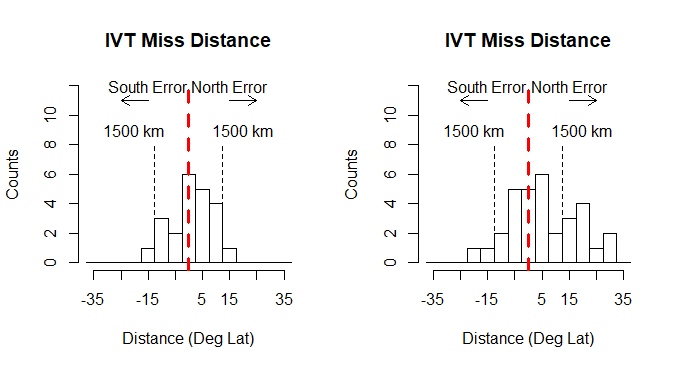 IVT Miss Distance
South Error North Error
1500 km 1500 km
Counts
0 2 4 6 8 10
-35 -15 5 15 35
Distance (Deg Lat)
IVT Miss Distance
South Error North Error
1500 km 1500 km
Counts
0 2 4 6 8 10
-35 -15 5 15 35
Distance (Deg Lat)